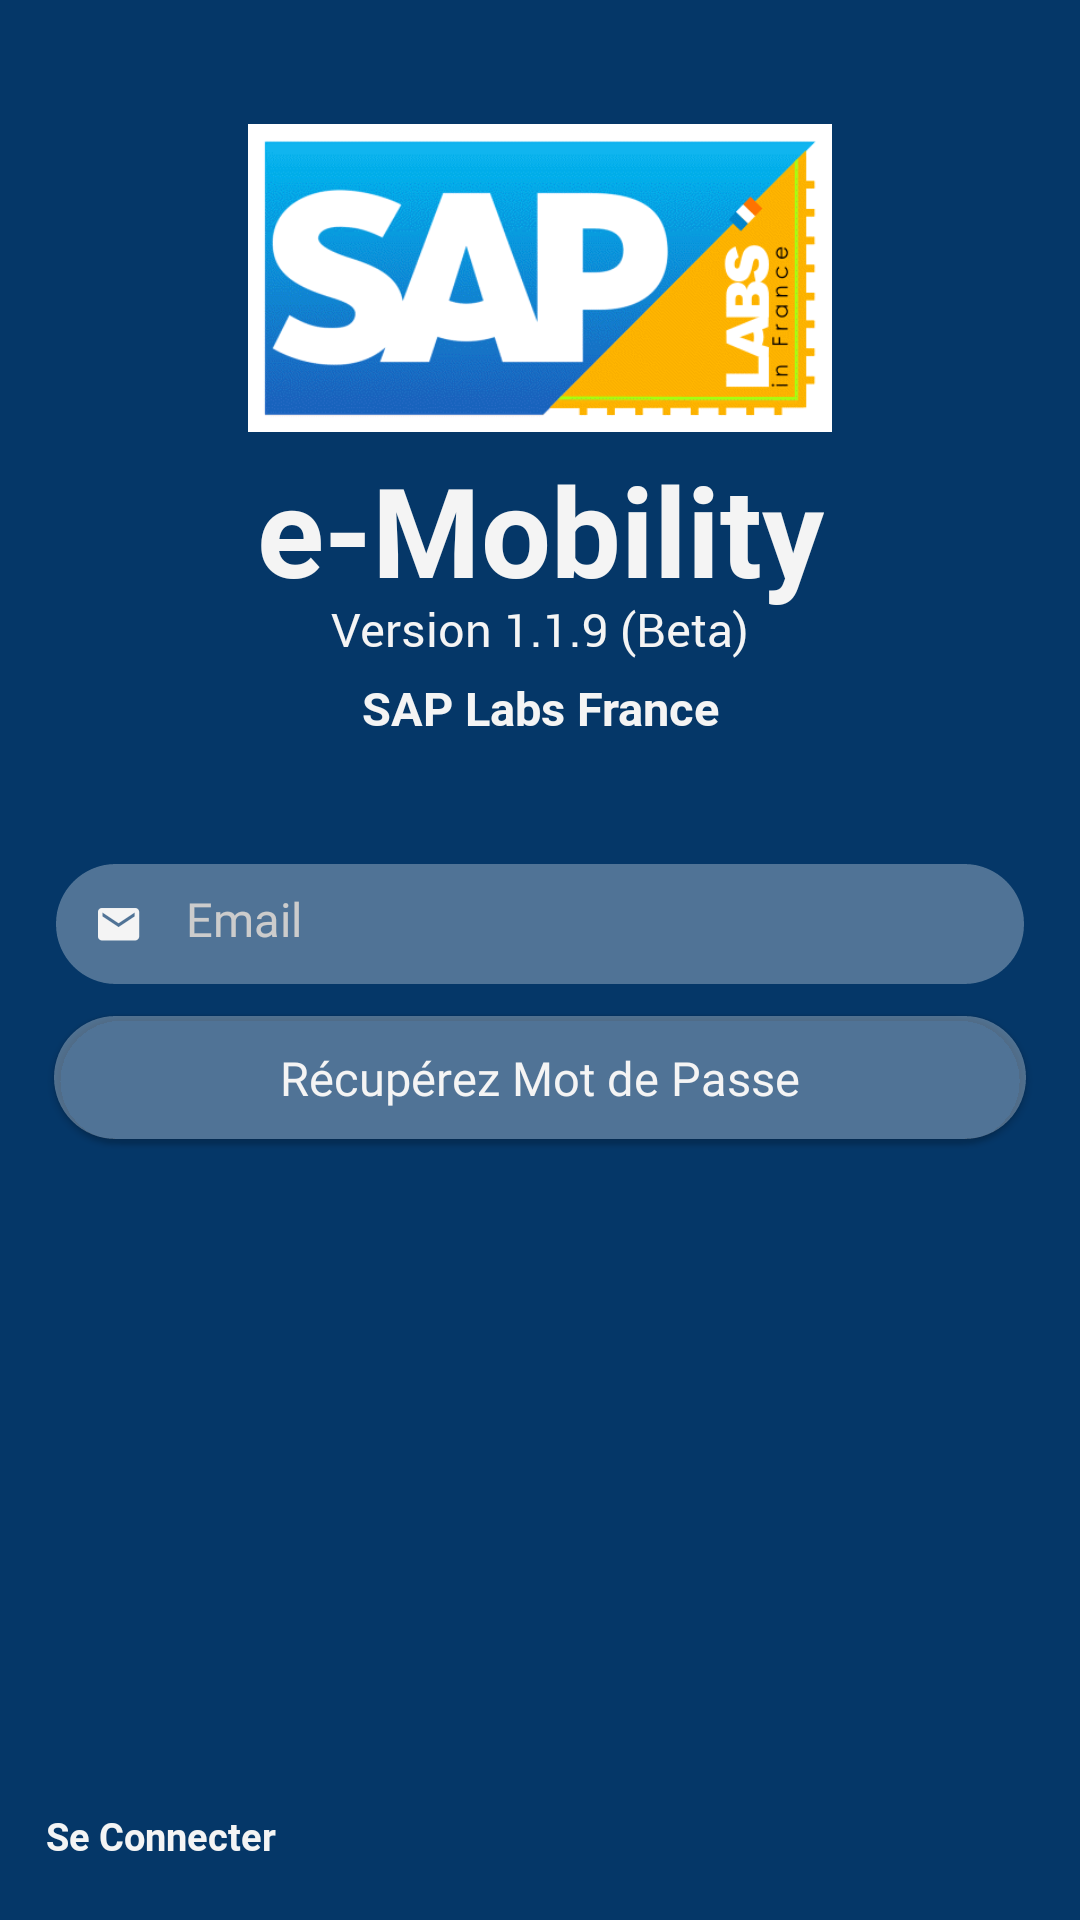 SAP
LABS
in France
e-Mobility
Version 1.1.9 (Beta)
SAP Labs France
Email
Récupérez Mot de Passe
Se Connecter